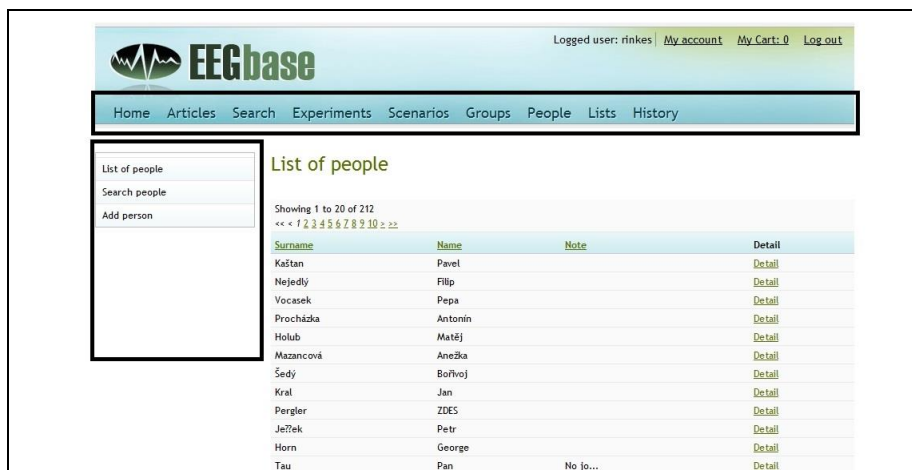 Logged user: rinkes My account My Cart: 0 Log out
EEGbase
Home Articles Search Experiments Scenarios Groups People Lists History
List of people
Search people
Add person
List of people
Showing 1 to 20 of 212
<< < 1 2 3 4 5 6 7 8 9 10 > >>
Surname Name Note Detail
Kaštan Pavel Detail
Nejedlý Filip Detail
Vocasek Pepa Detail
Procházka Antonín Detail
Holub Matěj Detail
Mazancová Anežka Detail
Šedý Bořivoj Detail
Kral Jan Detail
Pergler ZDES Detail
Je??ek Petr Detail
Horn George Detail
Tau Pan No jo... Detail